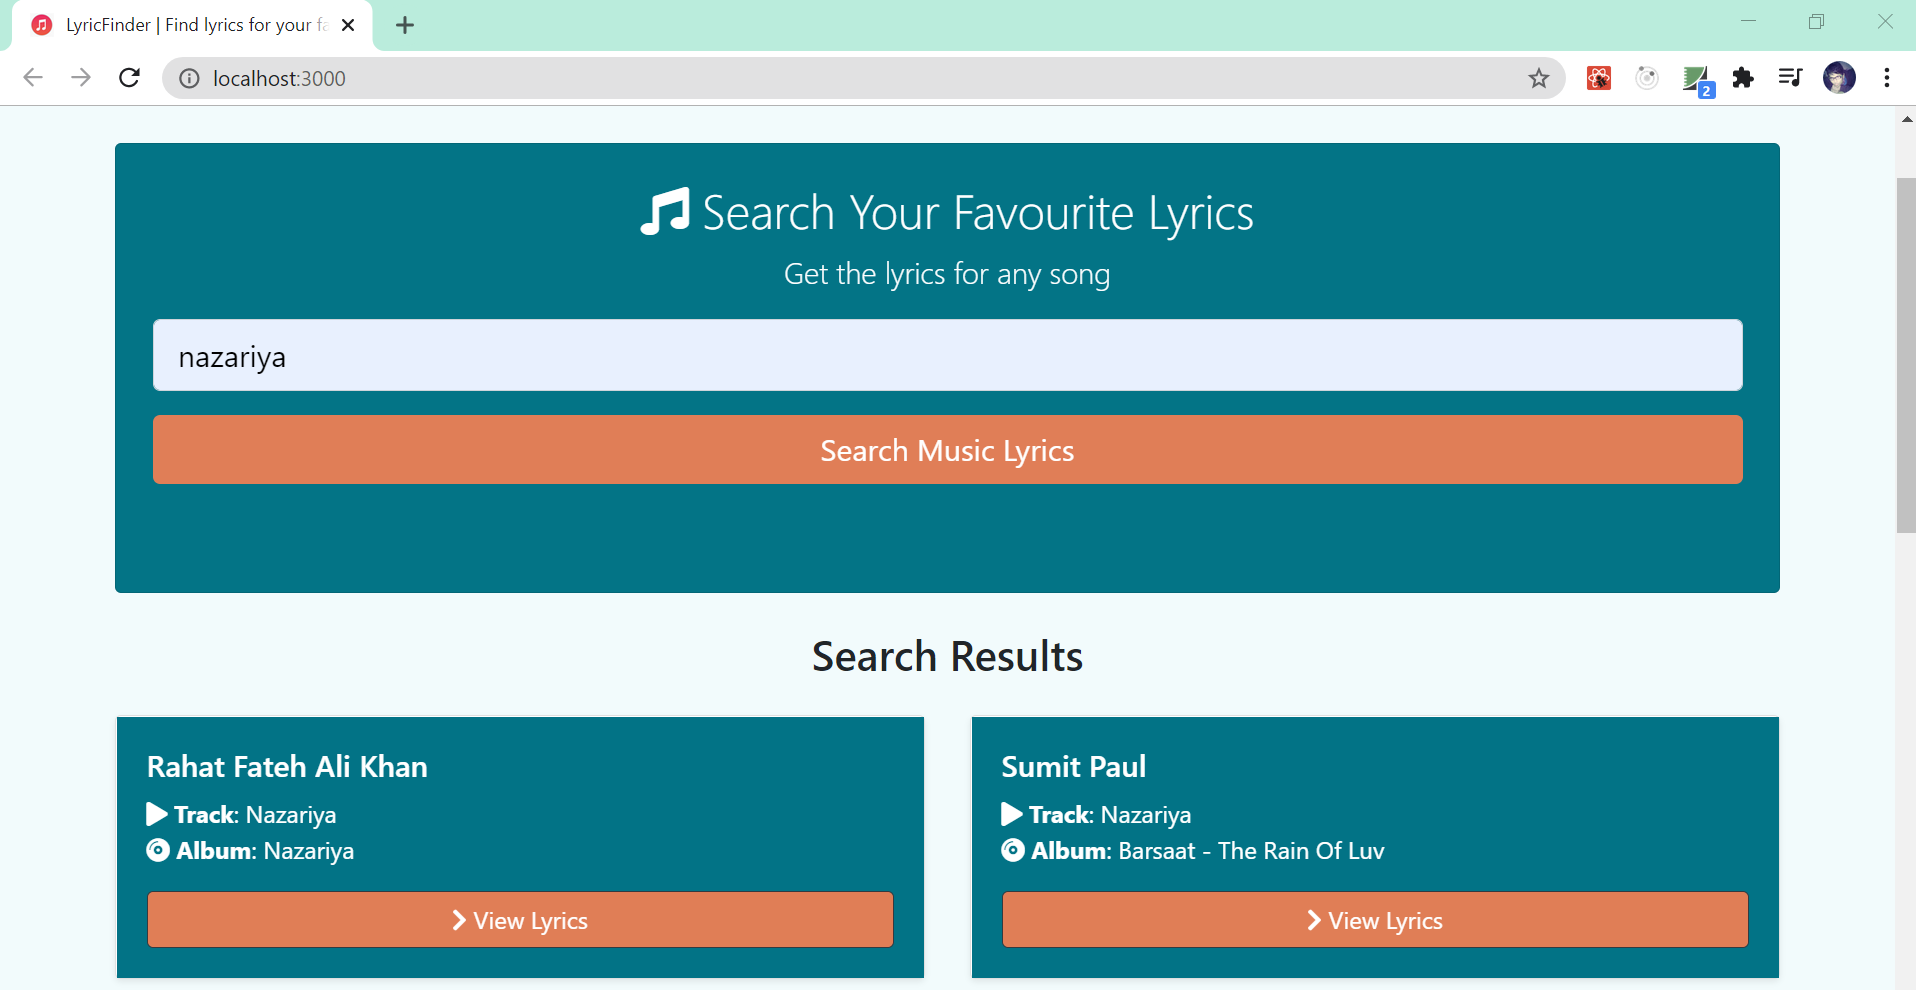 LyricFinder | Find lyrics for your fa
localhost:3000
2
Search Your Favourite Lyrics
Get the lyrics for any song
nazariya
Search Music Lyrics
Search Results
Rahat Fateh Ali Khan
Track: Nazariya
Album: Nazariya
View Lyrics
Sumit Paul
Track: Nazariya
Album: Barsaat - The Rain Of Luv
View Lyrics